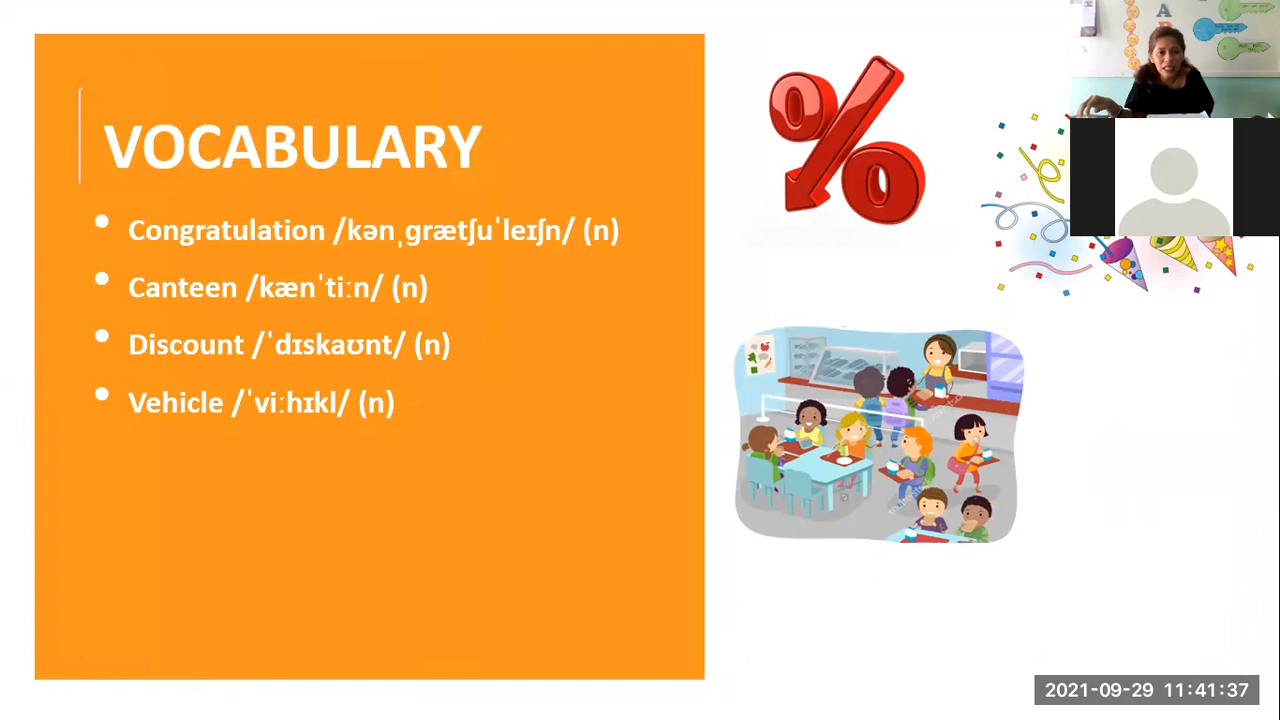 VOCABULARY
• Congratulation /kənˌɡrætʃuˈleɪʃn/ (n)
• Canteen /kænˈtiːn/ (n)
• Discount /ˈdɪskaʊnt/ (n)
• Vehicle /ˈviːhɪkl/ (n)
2021-09-29 11:41:37